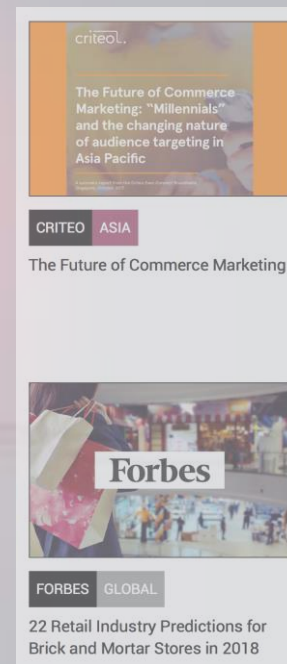 criteo
The Future of Commerce
Marketing: "Millennials"
and the changing nature
of audience targeting in
Asia Pacific
CRITEO ASIA
The Future of Commerce Marketing
Forbes
FORBES GLOBAL
22 Retail Industry Predictions for
Brick and Mortar Stores in 2018